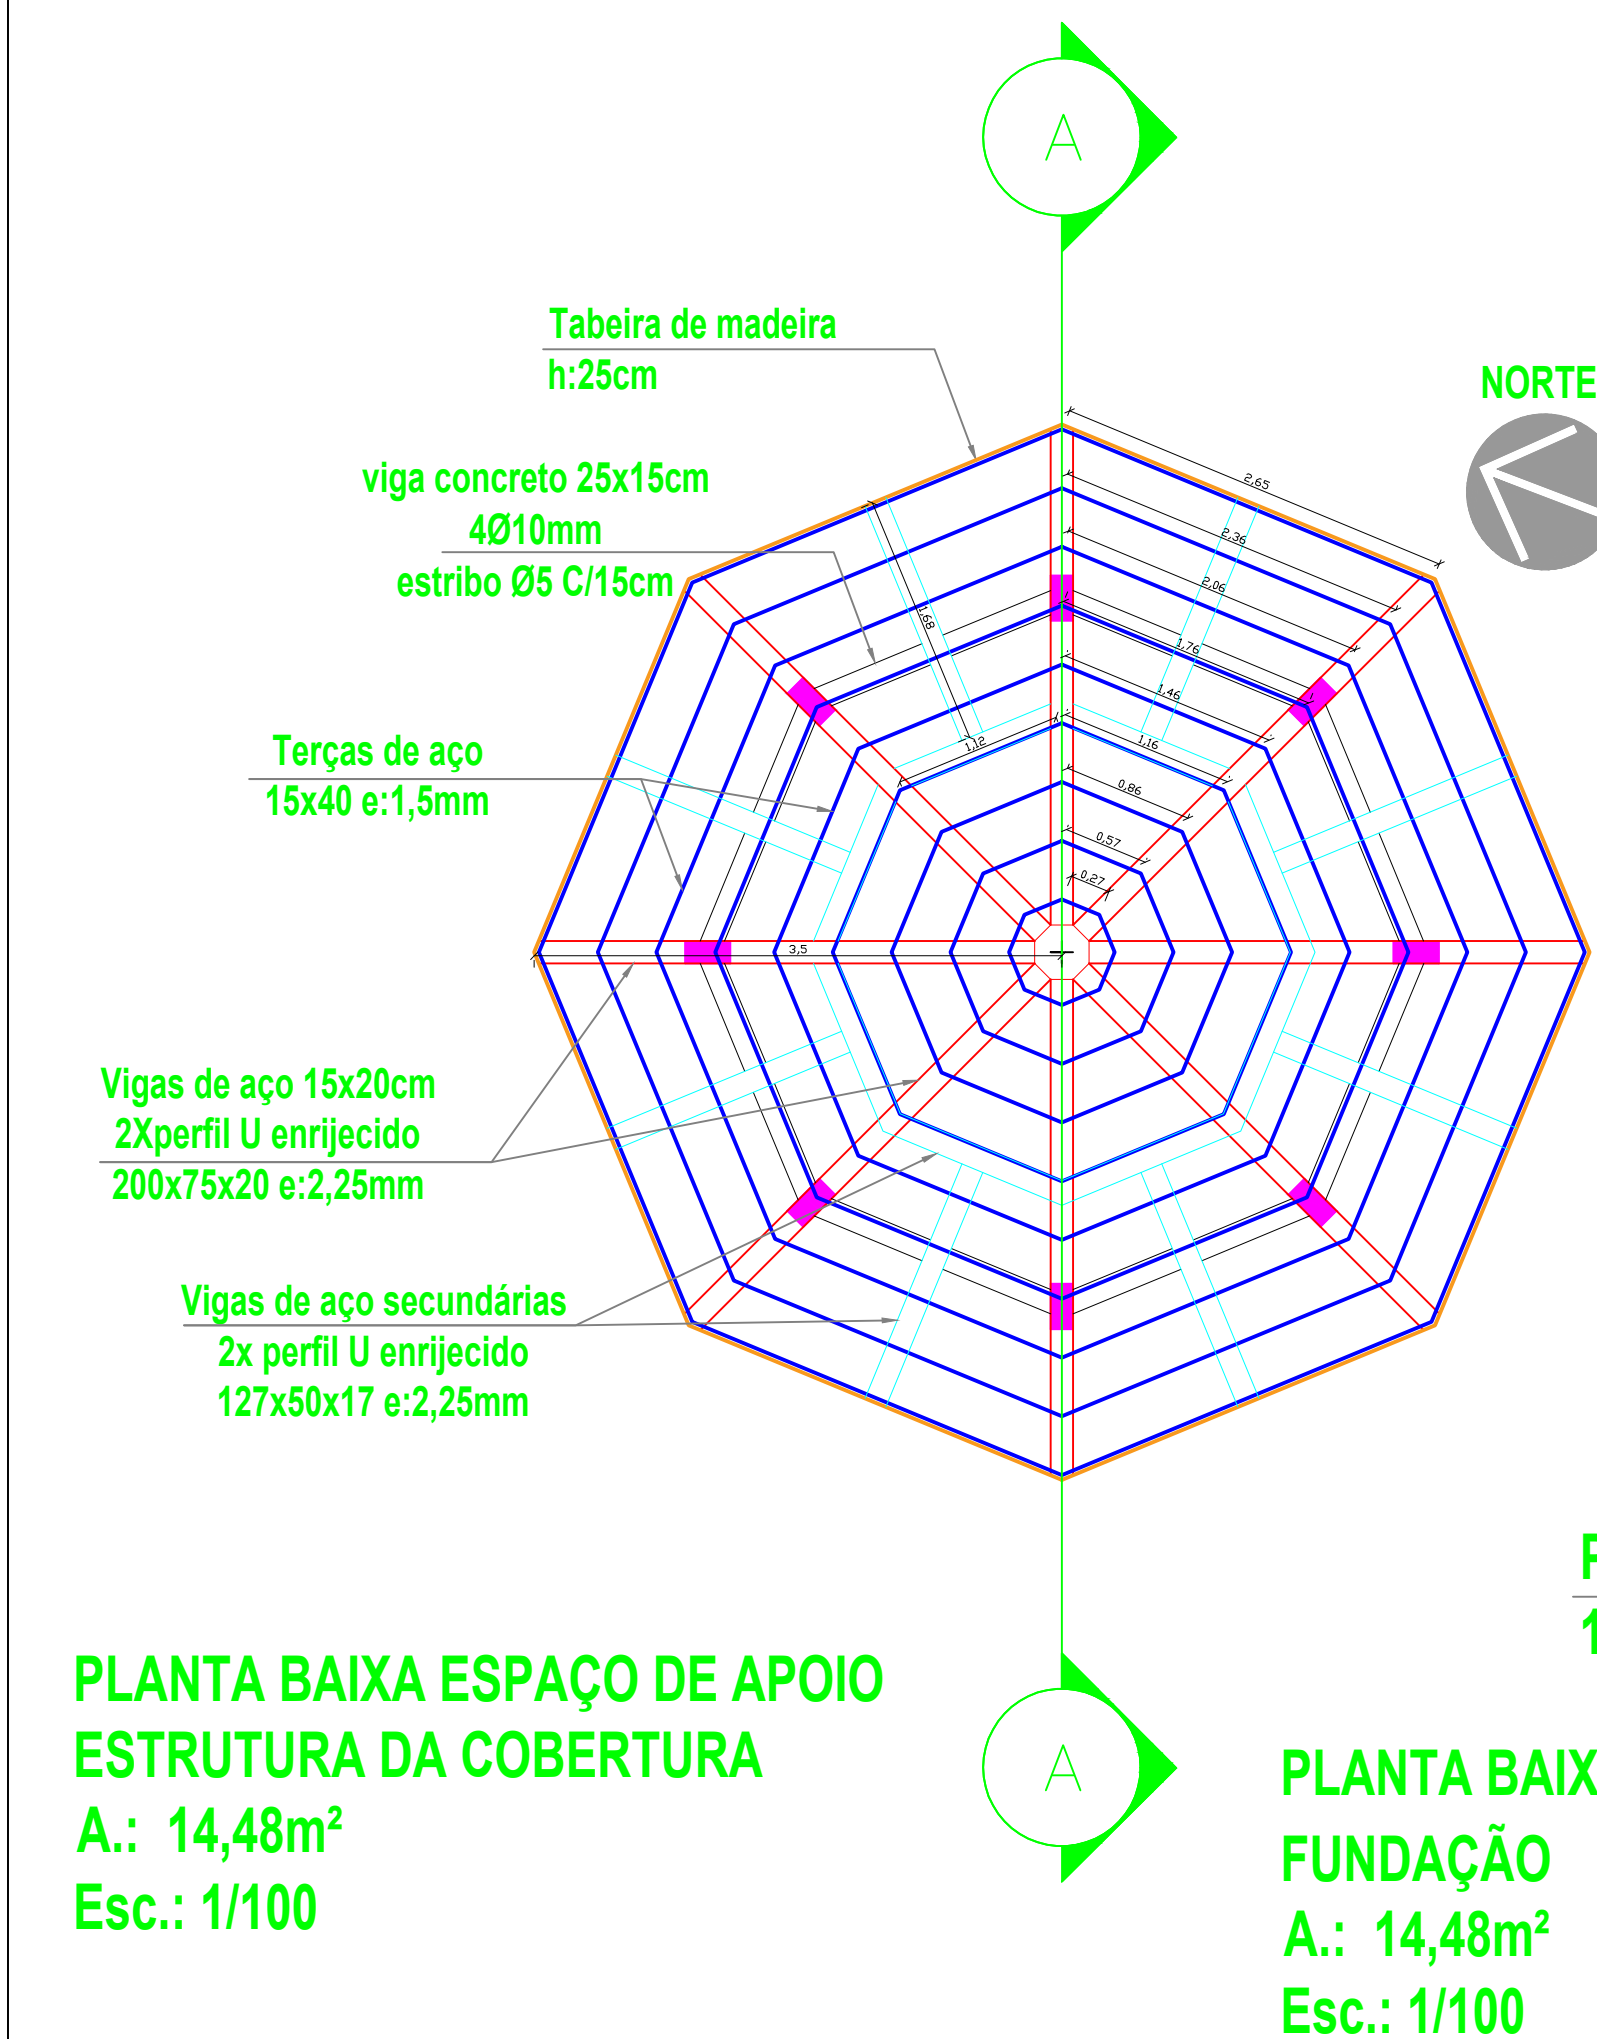 A
Tabeira de madeira
h:25cm
NORTE
viga concreto 25x15cm
4Ø10mm
estribo Ø5 C/15cm
2,65
2,36
2,06
1,76
1,68
1,46
1,12
1,16
0,86
0,57
0,27
3,5
Terças de aço
15x40 e:1,5mm
Vigas de aço 15x20cm
2Xperfil U enrijecido
200x75x20 e:2,25mm
Vigas de aço secundárias
2x perfil U enrijecido
127x50x17 e:2,25mm
A
PLANTA BAIXA ESPAÇO DE APOIO
ESTRUTURA DA COBERTURA
A.: 14,48m²
Esc.: 1/100
PLANTA BAIX
FUNDAÇÃO
A.: 14,48m²
Esc.: 1/100